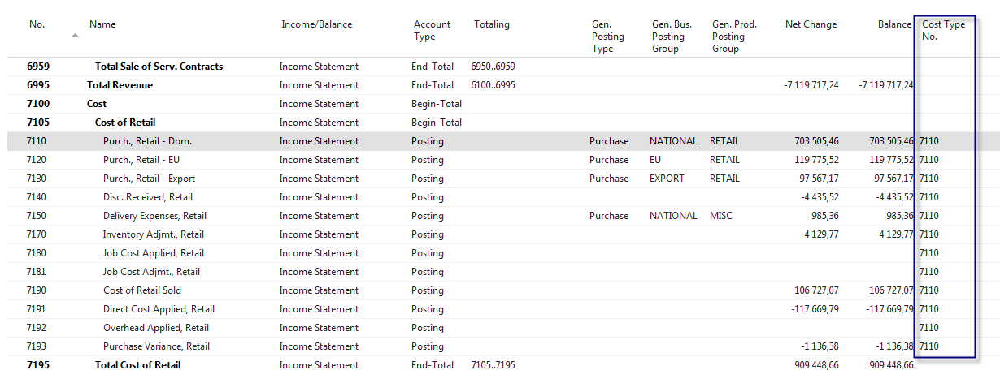 No. Name Income/Balance Account Type Totaling Gen. Posting Type Gen. Bus. Posting Group Gen. Prod. Posting Group Net Change Balance Cost Type No.
6959 Total Sale of Serv. Contracts Income Statement End-Total 6950..6959
6995 Total Revenue Income Statement End-Total 6100..6995 -7 119 717,24 -7 119 717,24
7100 Cost Income Statement Begin-Total
7105 Cost of Retail Income Statement Begin-Total
7110 Purch., Retail - Dom. Income Statement Posting Purchase NATIONAL RETAIL 703 505,46 703 505,46 7110
7120 Purch., Retail - EU Income Statement Posting Purchase EU RETAIL 119 775,52 119 775,52 7110
7130 Purch., Retail - Export Income Statement Posting Purchase EXPORT RETAIL 97 567,17 97 567,17 7110
7140 Disc. Received, Retail Income Statement Posting -4 435,52 -4 435,52 7110
7150 Delivery Expenses, Retail Income Statement Posting Purchase NATIONAL MISC 985,36 985,36 7110
7170 Inventory Adjmt., Retail Income Statement Posting 4 129,77 4 129,77 7110
7180 Job Cost Applied, Retail Income Statement Posting 7110
7181 Job Cost Adjmt., Retail Income Statement Posting 7110
7190 Cost of Retail Sold Income Statement Posting 106 727,07 106 727,07 7110
7191 Direct Cost Applied, Retail Income Statement Posting -117 669,79 -117 669,79 7110
7192 Overhead Applied, Retail Income Statement Posting 7110
7193 Purchase Variance, Retail Income Statement Posting -1 136,38 -1 136,38 7110
7195 Total Cost of Retail Income Statement End-Total 7105..7195 909 448,66 909 448,66